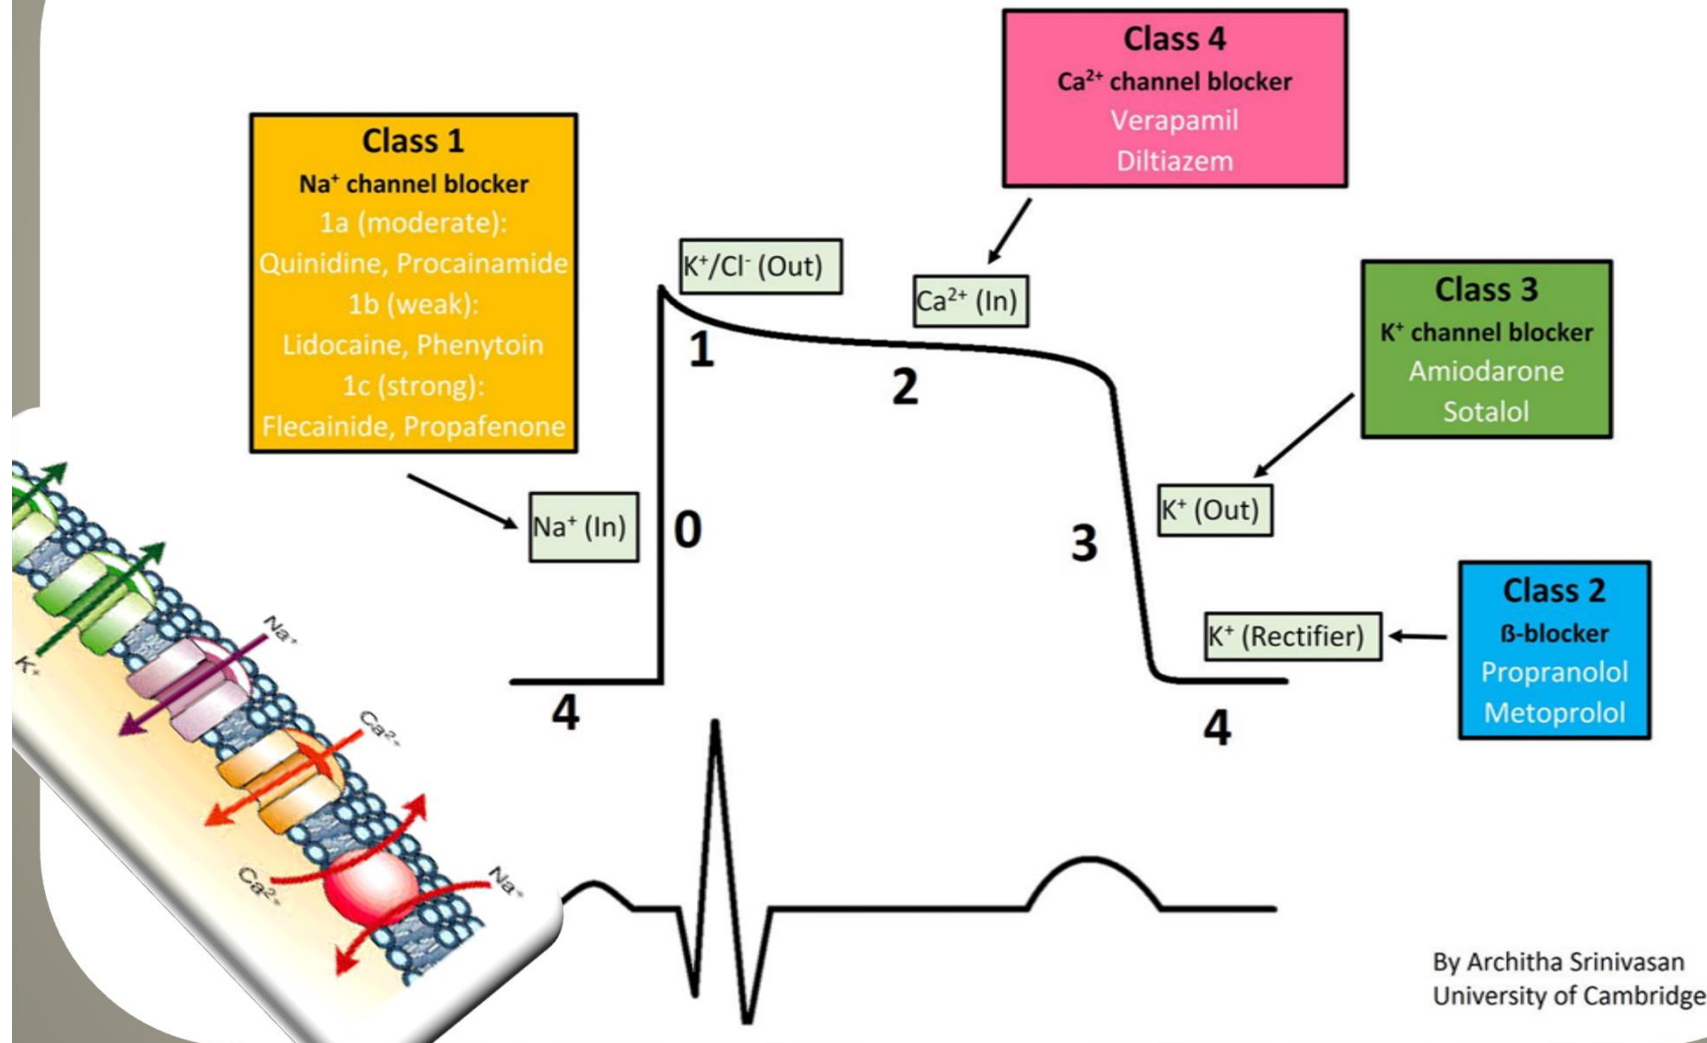 Class 4
Ca²⁺ channel blocker
Verapamil
Diltiazem
Class 1
Na⁺ channel blocker
1a (moderate):
Quinidine, Procainamide
1b (weak):
Lidocaine, Phenytoin
1c (strong):
Flecainide, Propafenone
K⁺/Cl⁻ (Out)
Ca²⁺ (In)
Class 3
K⁺ channel blocker
Amiodarone
Sotalol
1
2
Na⁺ (In)
0
3
K⁺ (Out)
Class 2
ß-blocker
Propranolol
Metoprolol
K⁺ (Rectifier)
4
4
Na⁺
K⁺
Ca²⁺
Ca²⁺
Na⁺
By Architha Srinivasan
University of Cambridge